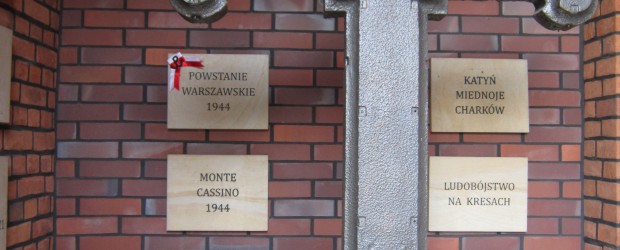 POWSTANIE
WARSZAWSKIE
1944
MONTE
CASSINO
1944
KATYŃ
MIEDNOJE
CHARKÓW
LUDOBÓJSTWO
NA KRESACH